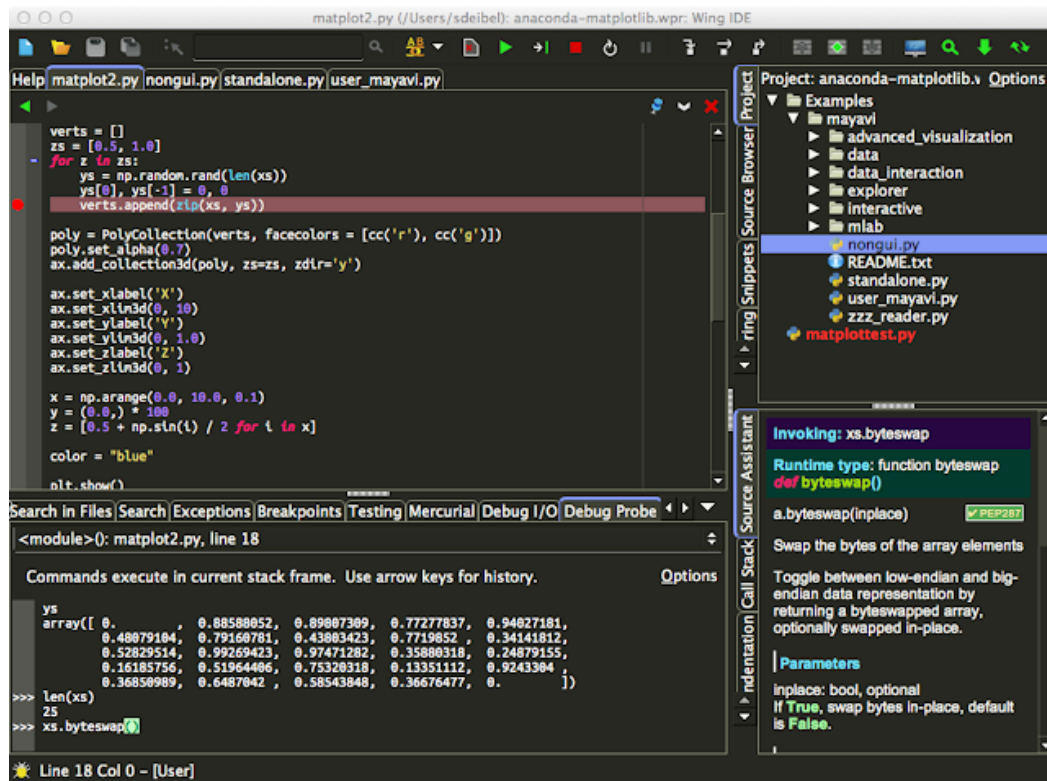 matplot2.py (/Users/sdeibel): anaconda-matplotlib.wpr: Wing IDE
Help matplot2.py nongui.py standalone.py user_mayavi.py
verts = []
zs = [0.5, 1.0]
for z in zs:
    ys = np.random.rand(len(xs))
    ys[0], ys[-1] = 0, 0
    verts.append(zip(xs, ys))
poly = PolyCollection(verts, facecolors = [cc('r'), cc('g')])
poly.set_alpha(0.7)
ax.add_collection3d(poly, zs=zs, zdir='y')
ax.set_xlabel('X')
ax.set_xlim3d(0, 10)
ax.set_ylabel('Y')
ax.set_ylim3d(0, 1.0)
ax.set_zlabel('Z')
ax.set_zlim3d(0, 1)
x = np.arange(0.0, 10.0, 0.1)
y = (0.0,) * 100
z = [0.5 + np.sin(i) / 2 for i in x]
color = "blue"
plt.show()
Project
Source Browser
Snippets
ring
Project: anaconda-matplotlib.w Options
Examples
mayavi
advanced_visualization
data
data_interaction
explorer
interactive
mlab
nongui.py
README.txt
standalone.py
user_mayavi.py
zzz_reader.py
matplottest.py
Search in Files Search Exceptions Breakpoints Testing Mercurial Debug I/O Debug Probe
<module>(): matplot2.py, line 18
Commands execute in current stack frame. Use arrow keys for history. Options
ys
array([ 0.        , 0.88588052, 0.89807309, 0.77277837, 0.94027181,
0.48079104, 0.79160781, 0.43803423, 0.7719852 , 0.34141812,
0.52829514, 0.99269423, 0.97471282, 0.35880318, 0.24879155,
0.16185756, 0.51964406, 0.75320318, 0.13351112, 0.9243304 ,
0.36850989, 0.6487042 , 0.58543848, 0.36676477, 0.        ])
>>> len(xs)
25
>>> xs.byteswap()
Source Assistant
Call Stack
ndentation
Invoking: xs.byteswap
Runtime type: function byteswap
def byteswap()
a.byteswap(inplace) PEP287
Swap the bytes of the array elements
Toggle between low-endian and big-
endian data representation by
returning a byteswapped array,
optionally swapped in-place.
Parameters
inplace: bool, optional
If True, swap bytes in-place, default
is False.
Line 18 Col 0 – [User]